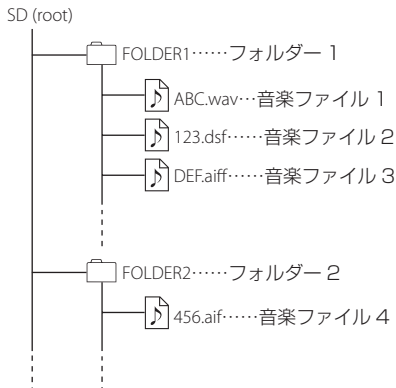 SD (root)
FOLDER1……フォルダー 1
ABC.wav…音楽ファイル 1
123.dsf……音楽ファイル 2
DEF.aiff……音楽ファイル 3
FOLDER2……フォルダー 2
456.aif……音楽ファイル 4